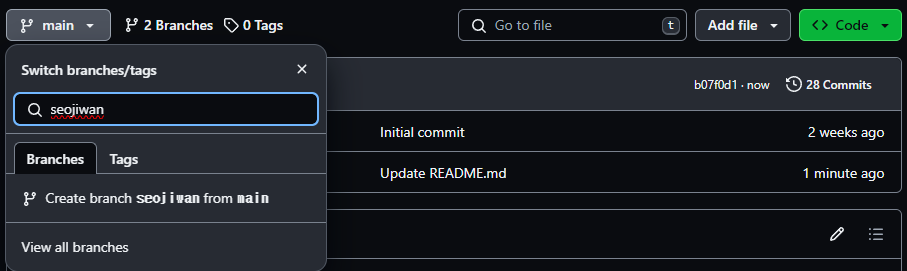 main 2 Branches 0 Tags Go to file t Add file <> Code
Switch branches/tags
b07f0d1 · now 28 Commits
seojiwan
Initial commit 2 weeks ago
Branches Tags
Update README.md 1 minute ago
Create branch seojiwan from main
View all branches